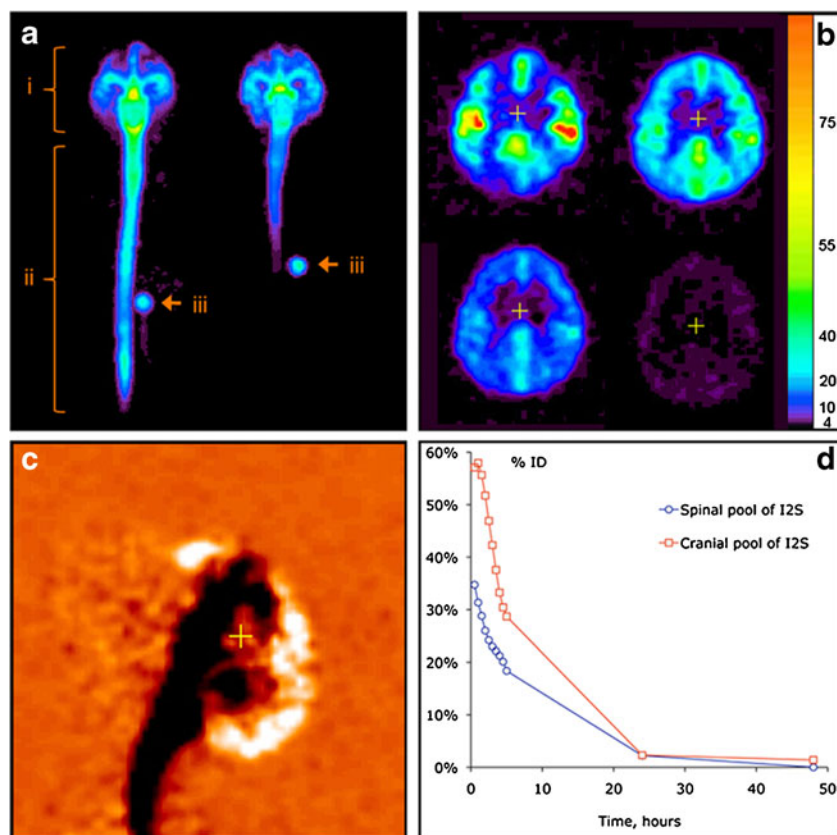 a
i
ii
iii
iii
b
75
55
40
20
10
4
c
d
% ID
Spinal pool of I2S
Cranial pool of I2S
60%
50%
40%
30%
20%
10%
0%
0 10 20 30 40 50
Time, hours